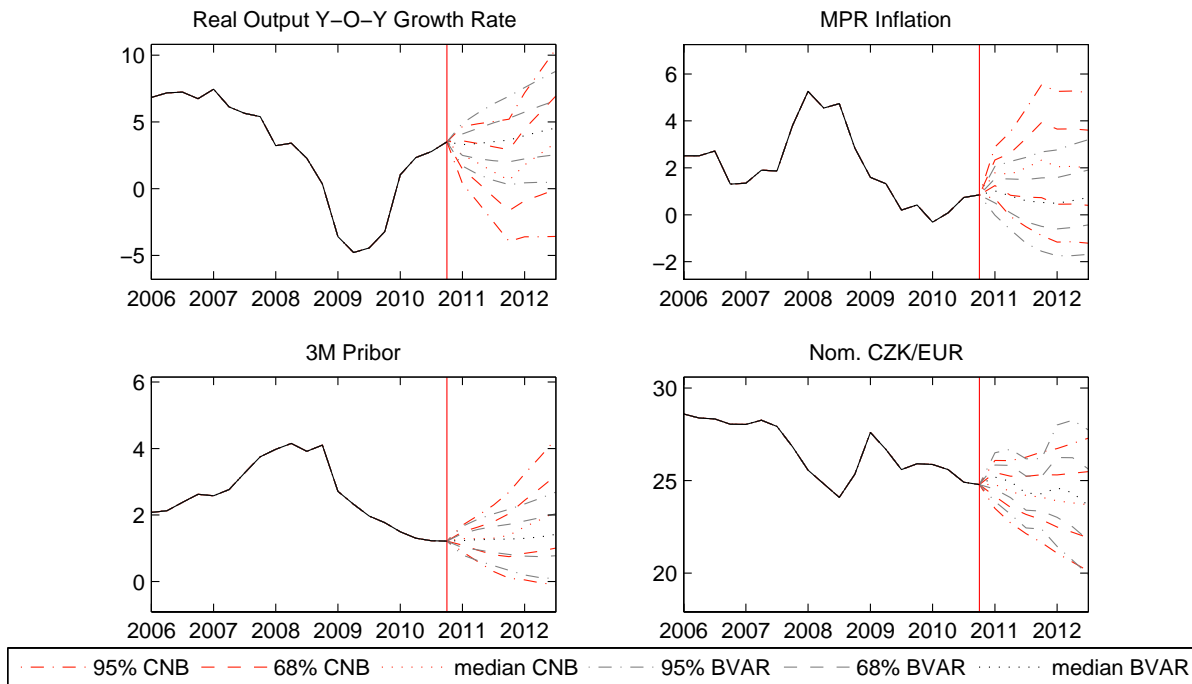 Real Output Y−O−Y Growth Rate
10
5
0
−5
2006 2007 2008 2009 2010 2011 2012
MPR Inflation
6
4
2
0
−2
2006 2007 2008 2009 2010 2011 2012
3M Pribor
6
4
2
0
2006 2007 2008 2009 2010 2011 2012
Nom. CZK/EUR
30
25
20
2006 2007 2008 2009 2010 2011 2012
95% CNB 68% CNB median CNB 95% BVAR 68% BVAR median BVAR